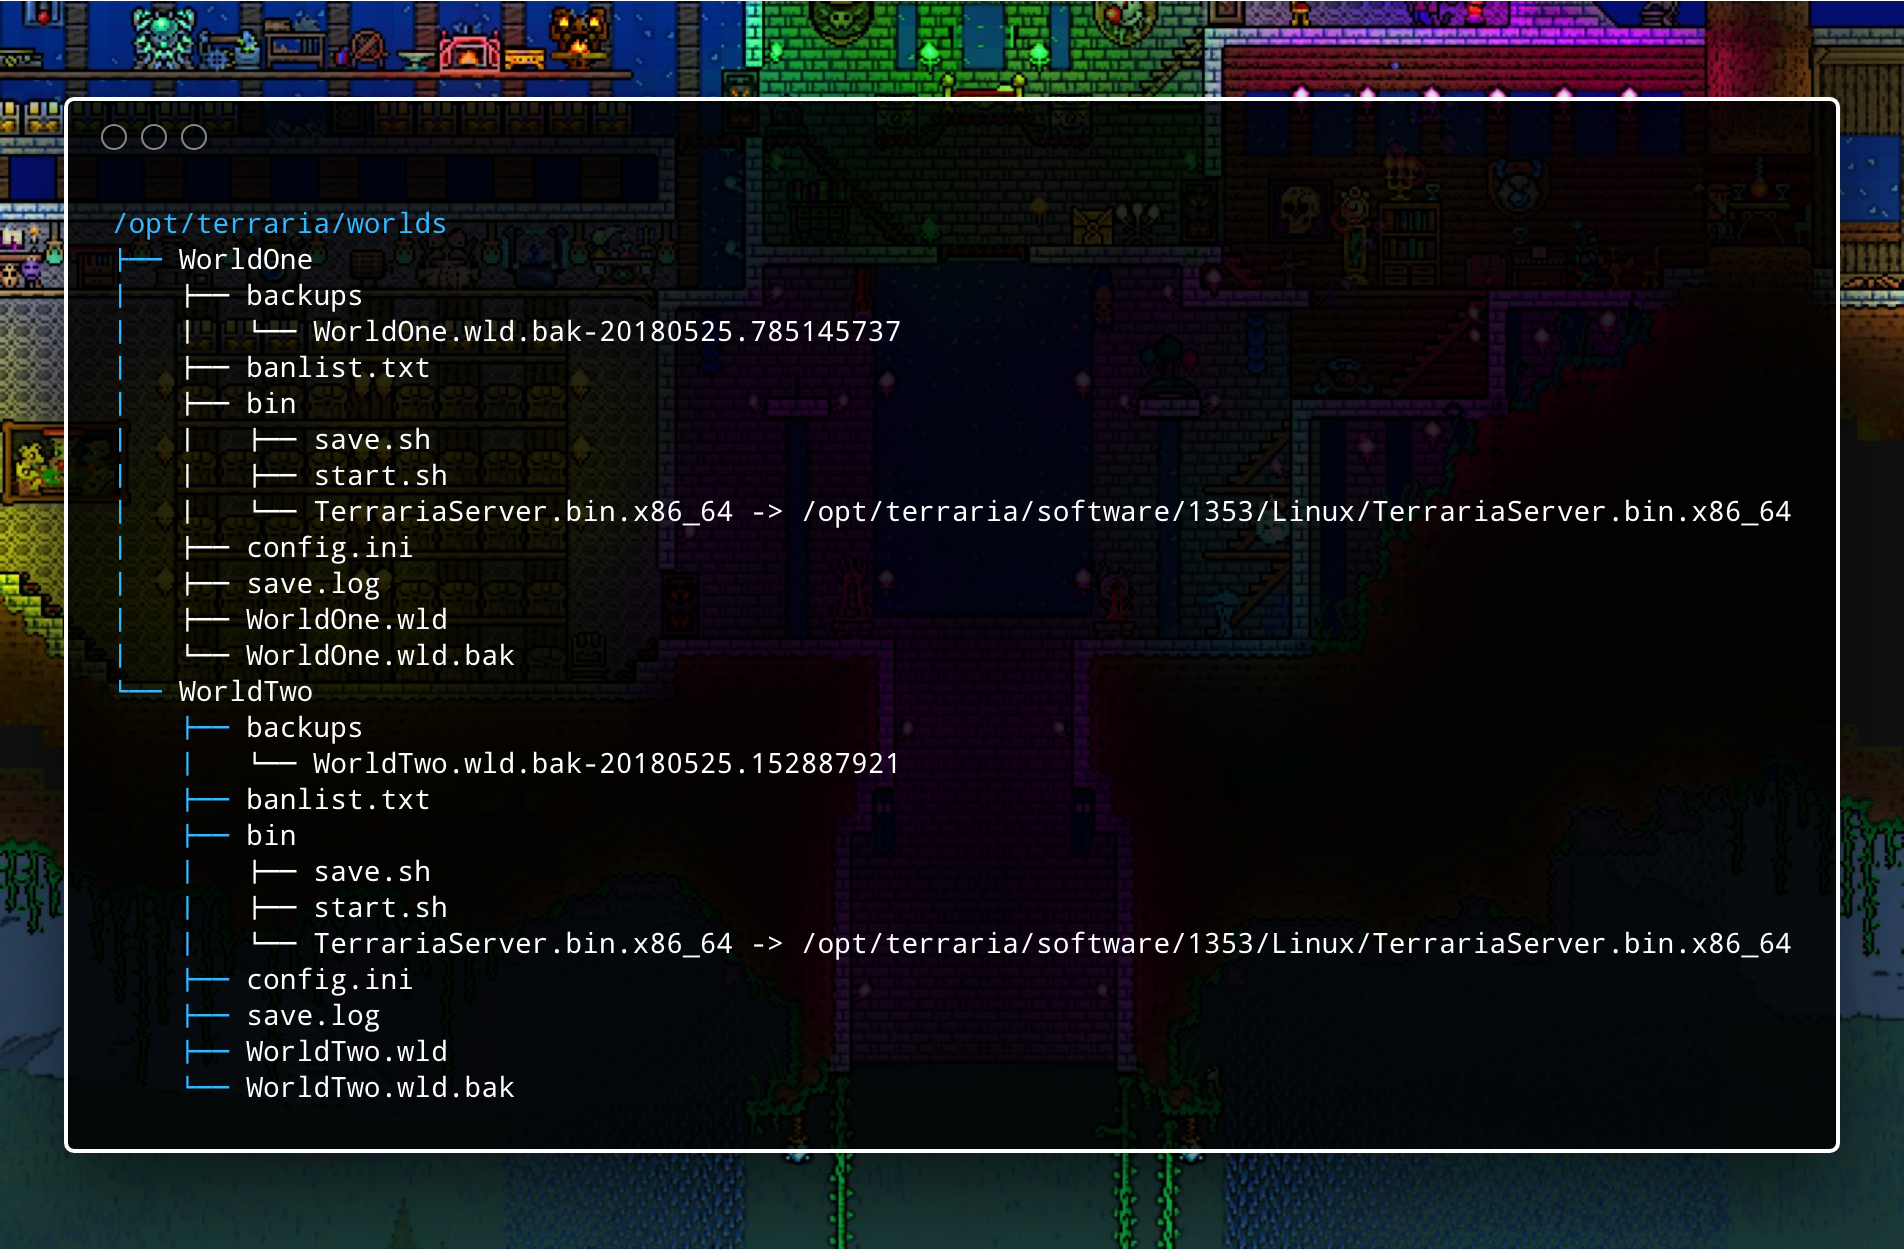 /opt/terraria/worlds
├── WorldOne
│   ├── backups
│   │   └── WorldOne.wld.bak-20180525.785145737
│   ├── banlist.txt
│   ├── bin
│   │   ├── save.sh
│   │   ├── start.sh
│   │   └── TerrariaServer.bin.x86_64 -> /opt/terraria/software/1353/Linux/TerrariaServer.bin.x86_64
│   ├── config.ini
│   ├── save.log
│   ├── WorldOne.wld
│   └── WorldOne.wld.bak
└── WorldTwo
    ├── backups
    │   └── WorldTwo.wld.bak-20180525.152887921
    ├── banlist.txt
    ├── bin
    │   ├── save.sh
    │   ├── start.sh
    │   └── TerrariaServer.bin.x86_64 -> /opt/terraria/software/1353/Linux/TerrariaServer.bin.x86_64
    ├── config.ini
    ├── save.log
    ├── WorldTwo.wld
    └── WorldTwo.wld.bak